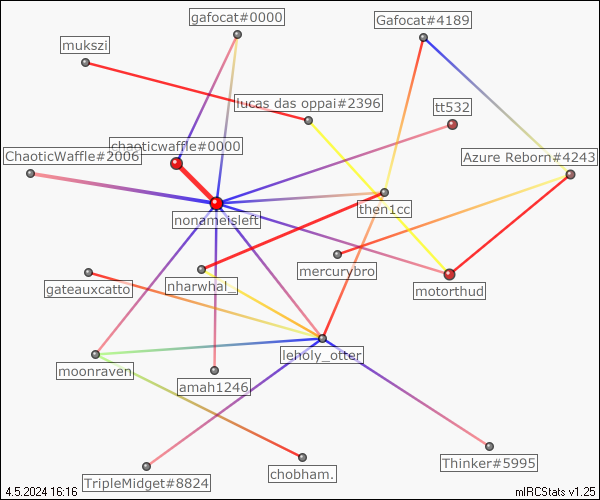 gafocat#0000
Gafocat#4189
mukszi
lucas das oppai#2396
tt532
chaoticwaffle#0000
ChaoticWaffle#2006
Azure Reborn#4243
nonameisleft
then1cc
mercurybro
gateauxcatto
nharwhal_
motorthud
leholy_otter
moonraven
amah1246
Thinker#5995
chobham.
TripleMidget#8824
4.5.2024 16:16
mIRCStats v1.25